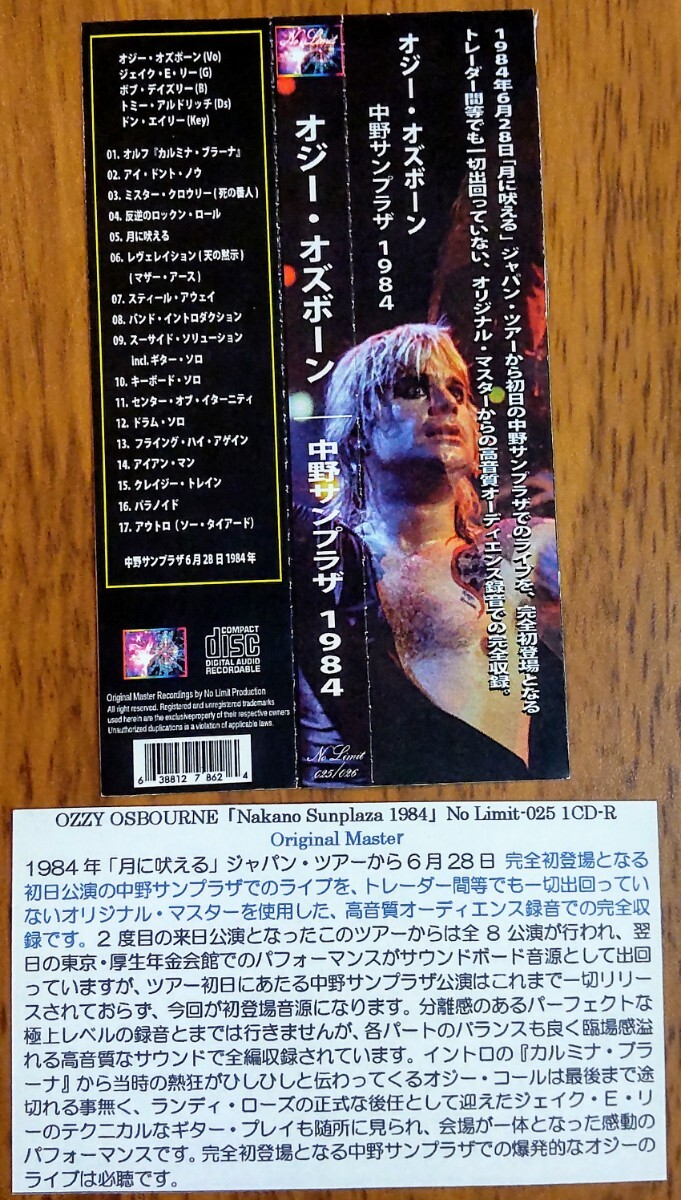 オジー・オズボーン(Vo)
ジェイク・E・リー(G)
ボブ・デイズリー(B)
トミー・アルドリッチ(Ds)
ドン・エイリー(Key)
01. オルフ『カルミナ・ブラーナ』
02. アイ・ドント・ノウ
03. ミスター・クロウリー(死の番人)
04. 反逆のロックン・ロール
05. 月に吠える
06. レヴェレイション(天の黙示)
(マザー・アース)
07. スティール・アウェイ
08. バンド・イントロダクション
09. スーサイド・ソリューション
incl. ギター・ソロ
10. キーボード・ソロ
11. センター・オブ・イターニティ
12. ドラム・ソロ
13. フライング・ハイ・アゲイン
14. アイアン・マン
15. クレイジー・トレイン
16. パラノイド
17. アウトロ(ソー・タイアード)
中野サンプラザ6月28日1984年
COMPACT
disc
DIGITAL AUDIO
RECORDABLE
Original Master Recordings by No Limit Production
All right reserved. Registered and unregistered trademarks
used herein are the exclusiveproperty of their respective owners
Unauthorized duplications is a violation of applicable laws.
6 38812 7 862 4
No Limit
オジー・オズボーン 中野サンプラザ 1984
No Limit
025/026
オジー・オズボーン
中野サンプラザ 1984
1984年6月28日「月に吠える」ジャパン・ツアーから初日の中野サンプラザでのライブを、完全初登場となる
トレーダー間等でも一切出回っていない、オリジナル・マスターからの高音質オーディエンス録音での完全収録。
OZZY OSBOURNE「Nakano Sunplaza 1984」No Limit-025 1CD-R
Original Master
1984年「月に吠える」ジャパン・ツアーから6月28日 完全初登場となる
初日公演の中野サンプラザでのライブを、トレーダー間等でも一切出回ってい
ないオリジナル・マスターを使用した、高音質オーディエンス録音での完全収
録です。2度目の来日公演となったこのツアーからは全8公演が行われ、翌
日の東京・厚生年金会館でのパフォーマンスがサウンドボード音源として出回
っていますが、ツアー初日にあたる中野サンプラザ公演はこれまで一切リリー
スされておらず、今回が初登場音源になります。分離感のあるパーフェクトな
極上レベルの録音とまでは行きませんが、各パートのバランスも良く臨場感溢
れる高音質なサウンドで全編収録されています。イントロの『カルミナ・ブラ
ーナ』から当時の熱狂がひしひしと伝わってくるオジー・コールは最後まで途
切れる事無く、ランディ・ローズの正式な後任として迎えたジェイク・E・リ
ーのテクニカルなギター・プレイも随所に見られ、会場が一体となった感動の
パフォーマンスです。完全初登場となる中野サンプラザでの爆発的なオジーの
ライブは必聴です。